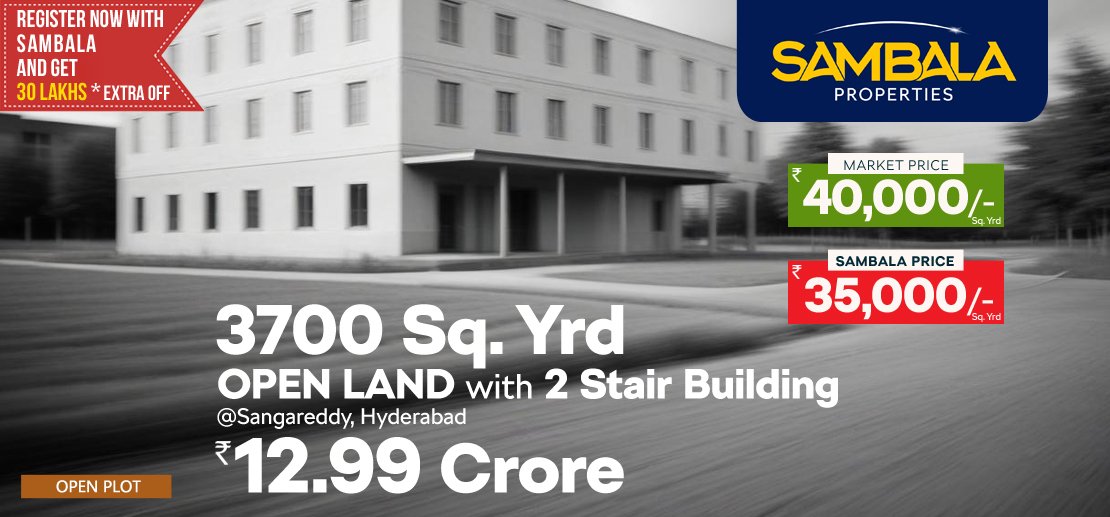 REGISTER NOW WITH
SAMBALA
AND GET
30 LAKHS * EXTRA OFF
SAMBALA
PROPERTIES
MARKET PRICE
₹ 40,000/-
Sq. Yrd
SAMBALA PRICE
₹ 35,000/-
Sq. Yrd
3700 Sq. Yrd
OPEN LAND with 2 Stair Building
@Sangareddy, Hyderabad
₹12.99 Crore
OPEN PLOT